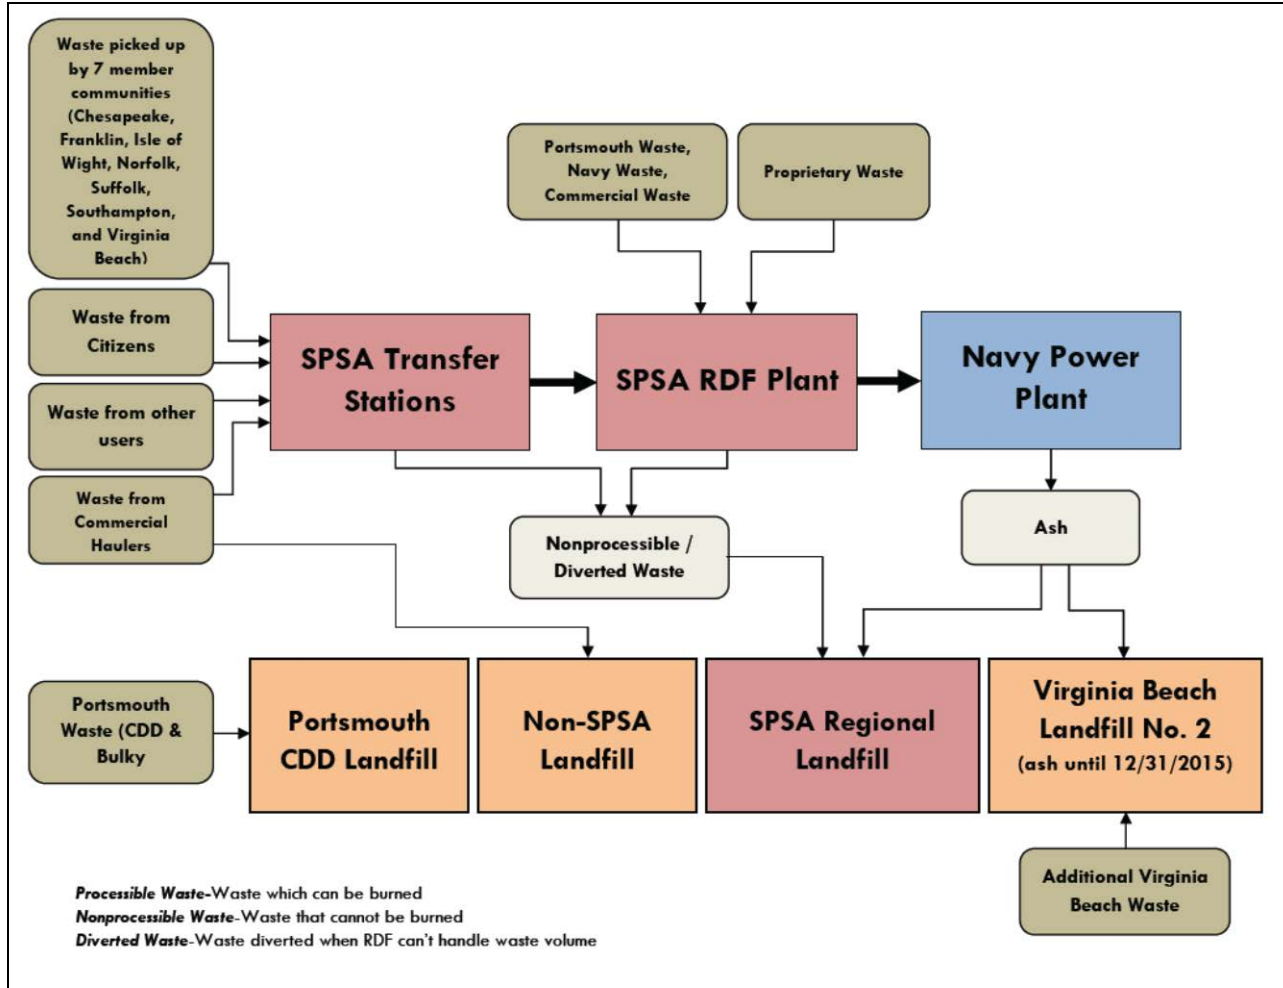 Waste picked up
by 7 member
communities
(Chesapeake,
Franklin, Isle of
Wight, Norfolk,
Suffolk,
Southampton,
and Virginia
Beach)
Portsmouth Waste,
Navy Waste,
Commercial Waste
Proprietary Waste
Waste from
Citizens
Waste from other
users
Waste from
Commercial
Haulers
SPSA Transfer
Stations
SPSA RDF Plant
Navy Power
Plant
Nonprocessible /
Diverted Waste
Ash
Portsmouth
Waste (CDD &
Bulky
Portsmouth
CDD Landfill
Non-SPSA
Landfill
SPSA Regional
Landfill
Virginia Beach
Landfill No. 2
(ash until 12/31/2015)
Additional Virginia
Beach Waste
Processible Waste-Waste which can be burned
Nonprocessible Waste-Waste that cannot be burned
Diverted Waste-Waste diverted when RDF can't handle waste volume